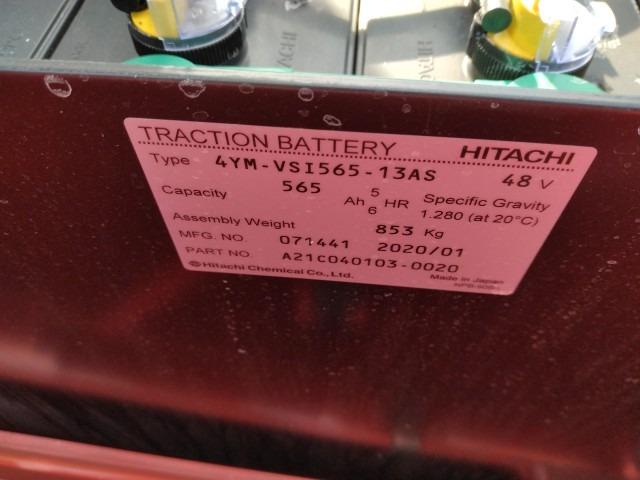 HITACHI
HITACHI
TRACTION BATTERY HITACHI
Type 4YM-VSI565-13AS 48 V
Capacity 565 Ah 5 HR Specific Gravity
6 1.280 (at 20°C)
Assembly Weight 853 Kg
MFG. NO. 071441 2020/01
PART NO. A21C040103-0020
Hitachi Chemical Co., Ltd. Made in Japan